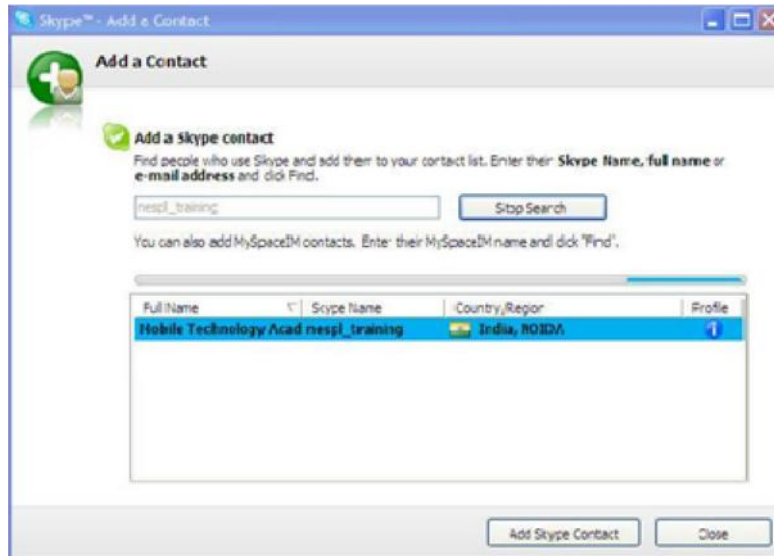 Skype™ - Add a Contact
Add a Contact
Add a Skype contact
Find people who use Skype and add them to your contact list. Enter their Skype Name, full name or
e-mail address and click Find.
nespl_training
Stop Search
You can also add MySpaceIM contacts. Enter their MySpaceIM name and click "Find".
Full Name Skype Name Country/Region Profile
Mobile Technology Acad nespl_training India, NOIDA
Add Skype Contact Close